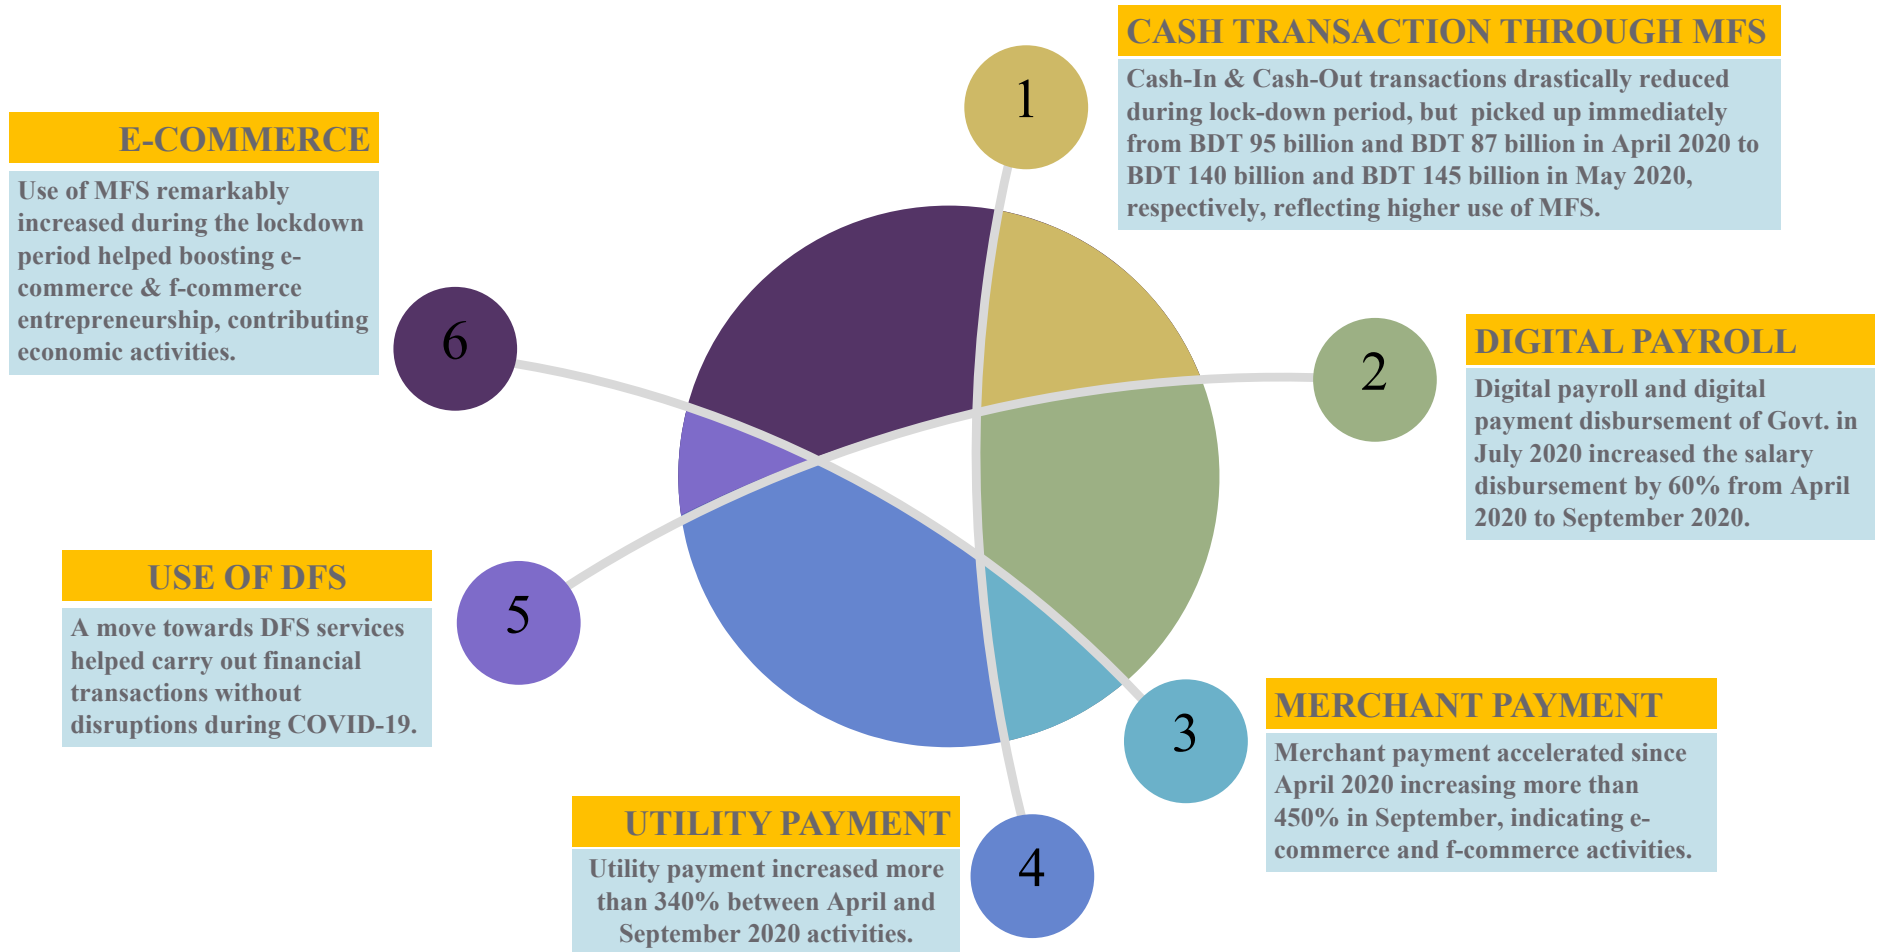 1
CASH TRANSACTION THROUGH MFS
Cash-In & Cash-Out transactions drastically reduced
during lock-down period, but picked up immediately
from BDT 95 billion and BDT 87 billion in April 2020 to
BDT 140 billion and BDT 145 billion in May 2020,
respectively, reflecting higher use of MFS.
2
DIGITAL PAYROLL
Digital payroll and digital
payment disbursement of Govt. in
July 2020 increased the salary
disbursement by 60% from April
2020 to September 2020.
3
MERCHANT PAYMENT
Merchant payment accelerated since
April 2020 increasing more than
450% in September, indicating e-
commerce and f-commerce activities.
4
UTILITY PAYMENT
Utility payment increased more
than 340% between April and
September 2020 activities.
5
USE OF DFS
A move towards DFS services
helped carry out financial
transactions without
disruptions during COVID-19.
6
E-COMMERCE
Use of MFS remarkably
increased during the lockdown
period helped boosting e-
commerce & f-commerce
entrepreneurship, contributing
economic activities.